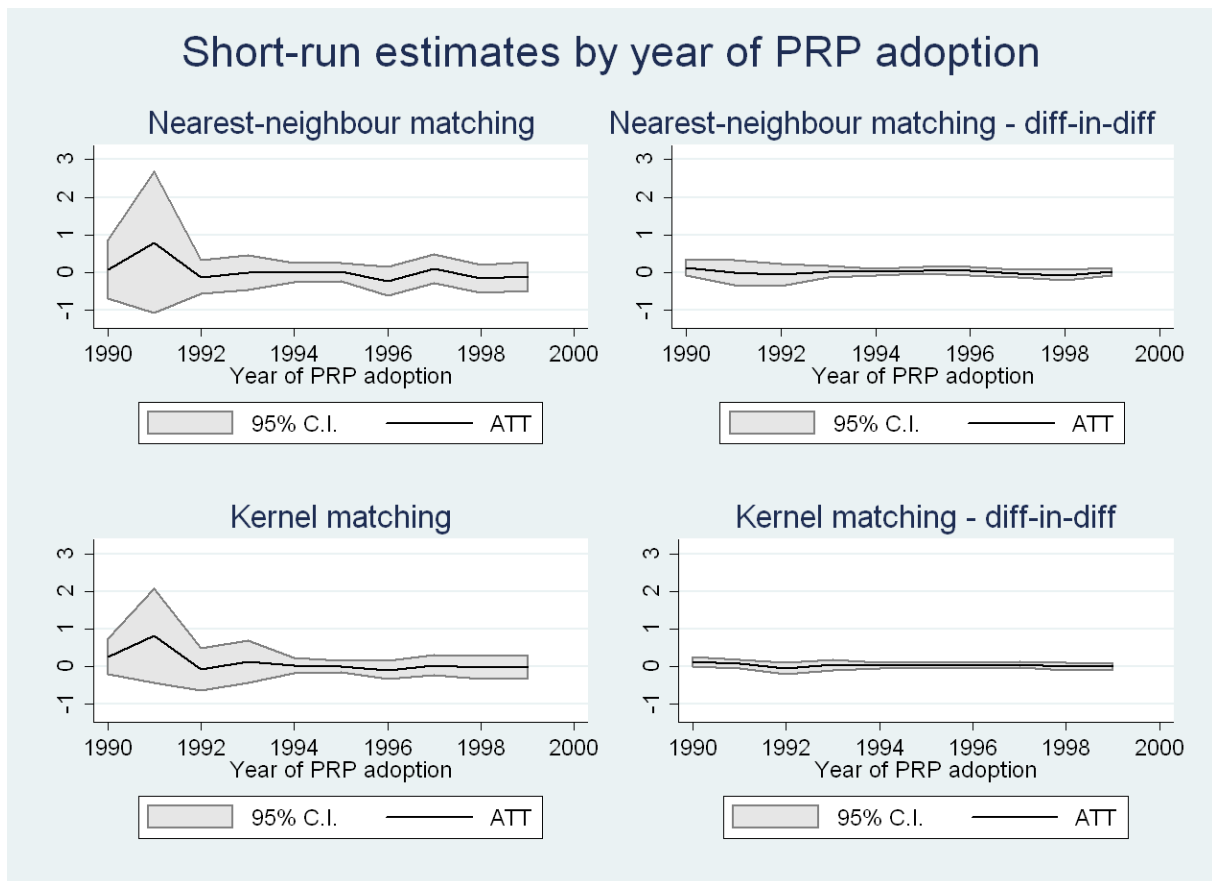 Short-run estimates by year of PRP adoption
Nearest-neighbour matching
3
2
1
0
-1
1990 1992 1994 1996 1998 2000
Year of PRP adoption
95% C.I. ATT
Nearest-neighbour matching - diff-in-diff
3
2
1
0
-1
1990 1992 1994 1996 1998 2000
Year of PRP adoption
95% C.I. ATT
Kernel matching
3
2
1
0
-1
1990 1992 1994 1996 1998 2000
Year of PRP adoption
95% C.I. ATT
Kernel matching - diff-in-diff
3
2
1
0
-1
1990 1992 1994 1996 1998 2000
Year of PRP adoption
95% C.I. ATT